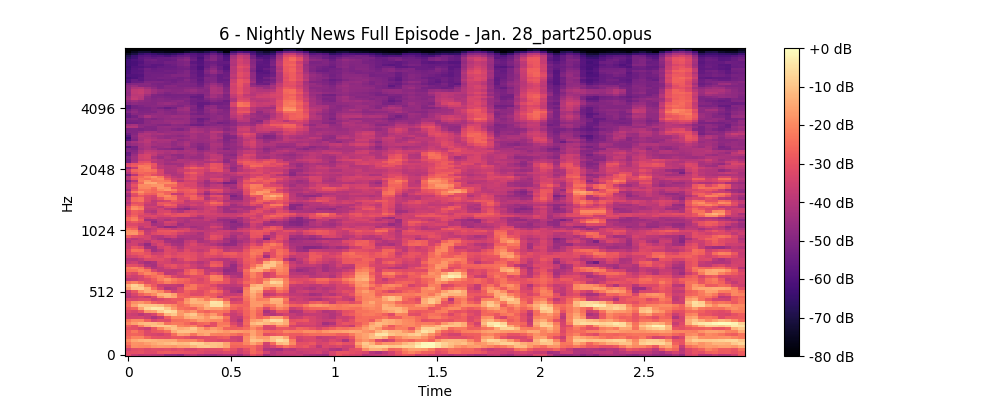 6 - Nightly News Full Episode - Jan. 28_part250.opus
+0 dB
-10 dB
-20 dB
-30 dB
-40 dB
-50 dB
-60 dB
-70 dB
-80 dB
4096
2048
1024
512
0
Hz
0
0.5
1
1.5
2
2.5
Time